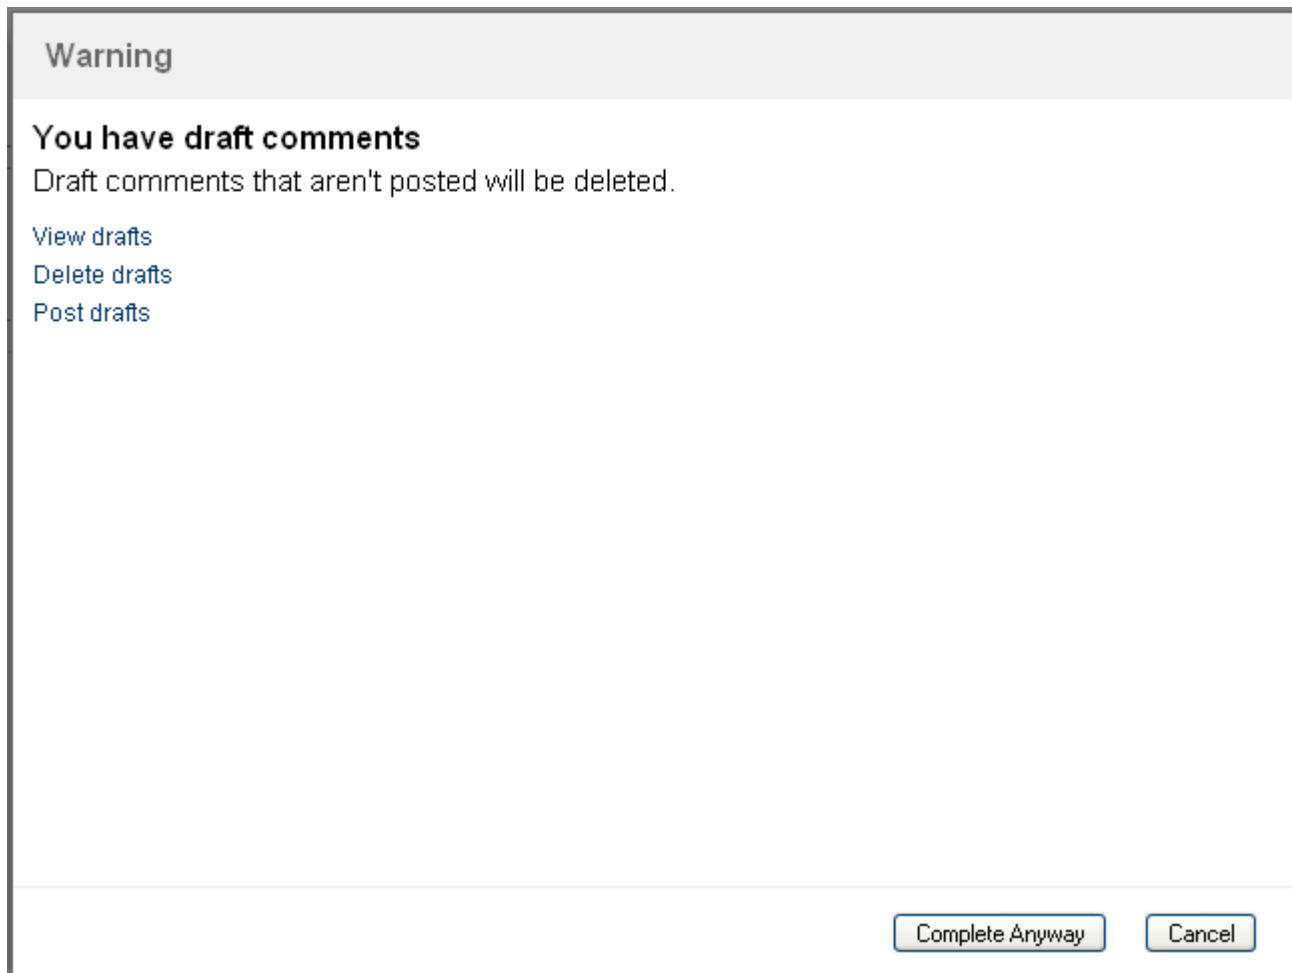 Warning
You have draft comments
Draft comments that aren't posted will be deleted.
View drafts
Delete drafts
Post drafts
Complete Anyway
Cancel